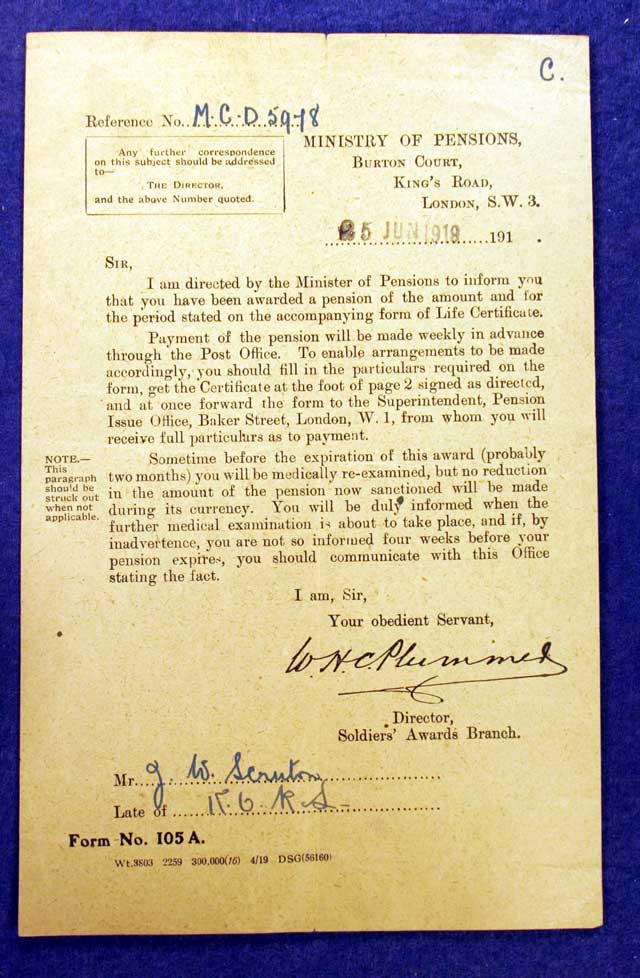 C.
Reference No. M.C.D 5978
Any further correspondence
on this subject should be addressed
to—
THE DIRECTOR,
and the above Number quoted.
MINISTRY OF PENSIONS,
BURTON COURT,
KING'S ROAD,
LONDON, S.W. 3.
25 JUN 1919 191 .
SIR,
I am directed by the Minister of Pensions to inform you
that you have been awarded a pension of the amount and for
the period stated on the accompanying form of Life Certificate.
Payment of the pension will be made weekly in advance
through the Post Office. To enable arrangements to be made
accordingly, you should fill in the particulars required on the
form, get the Certificate at the foot of page 2 signed as directed,
and at once forward the form to the Superintendent, Pension
Issue Office, Baker Street, London, W. 1, from whom you will
receive full particulars as to payment.
NOTE.—
This
paragraph
should be
struck out
when not
applicable.
Sometime before the expiration of this award (probably
two months) you will be medically re-examined, but no reduction
in the amount of the pension now sanctioned will be made
during its currency. You will be duly informed when the
further medical examination is about to take place, and if, by
inadvertence, you are not so informed four weeks before your
pension expires, you should communicate with this Office
stating the fact.
I am, Sir,
Your obedient Servant,
W.H.C. Plummer
Director,
Soldiers' Awards Branch.
Mr. J. W. Scruton
Late of K O R L
Form No. 105 A.
Wt.3803 2259 300,000(16) 4/19 DSG(56160)